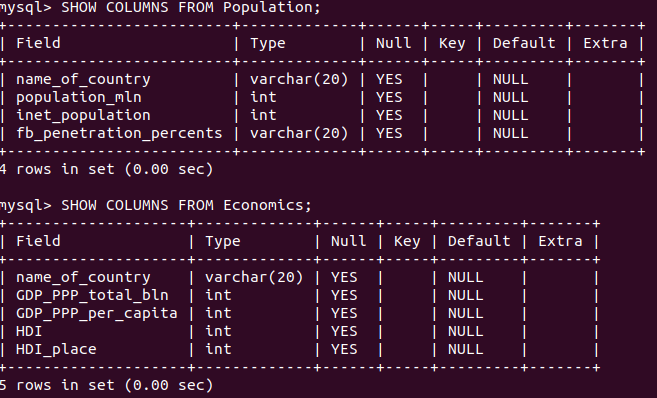 mysql> SHOW COLUMNS FROM Population;
+-----------------------+-------------+------+-----+---------+-------+
| Field                 | Type        | Null | Key | Default | Extra |
+-----------------------+-------------+------+-----+---------+-------+
| name_of_country       | varchar(20) | YES  |     | NULL    |       |
| population_mln        | int         | YES  |     | NULL    |       |
| inet_population       | int         | YES  |     | NULL    |       |
| fb_penetration_percents | varchar(20) | YES  |     | NULL    |       |
+-----------------------+-------------+------+-----+---------+-------+
4 rows in set (0.00 sec)
mysql> SHOW COLUMNS FROM Economics;
+--------------------+-------------+------+-----+---------+-------+
| Field              | Type        | Null | Key | Default | Extra |
+--------------------+-------------+------+-----+---------+-------+
| name_of_country    | varchar(20) | YES  |     | NULL    |       |
| GDP_PPP_total_bln  | int         | YES  |     | NULL    |       |
| GDP_PPP_per_capita | int         | YES  |     | NULL    |       |
| HDI                | int         | YES  |     | NULL    |       |
| HDI_place          | int         | YES  |     | NULL    |       |
+--------------------+-------------+------+-----+---------+-------+
5 rows in set (0.00 sec)